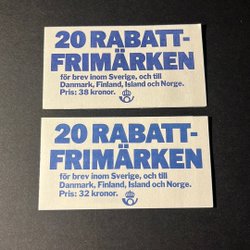 20 RABATT-
FRIMÄRKEN
för brev inom Sverige, och till
Danmark, Finland, Island och Norge.
Pris: 38 kronor.
20 RABATT-
FRIMÄRKEN
för brev inom Sverige, och till
Danmark, Finland, Island och Norge.
Pris: 32 kronor.